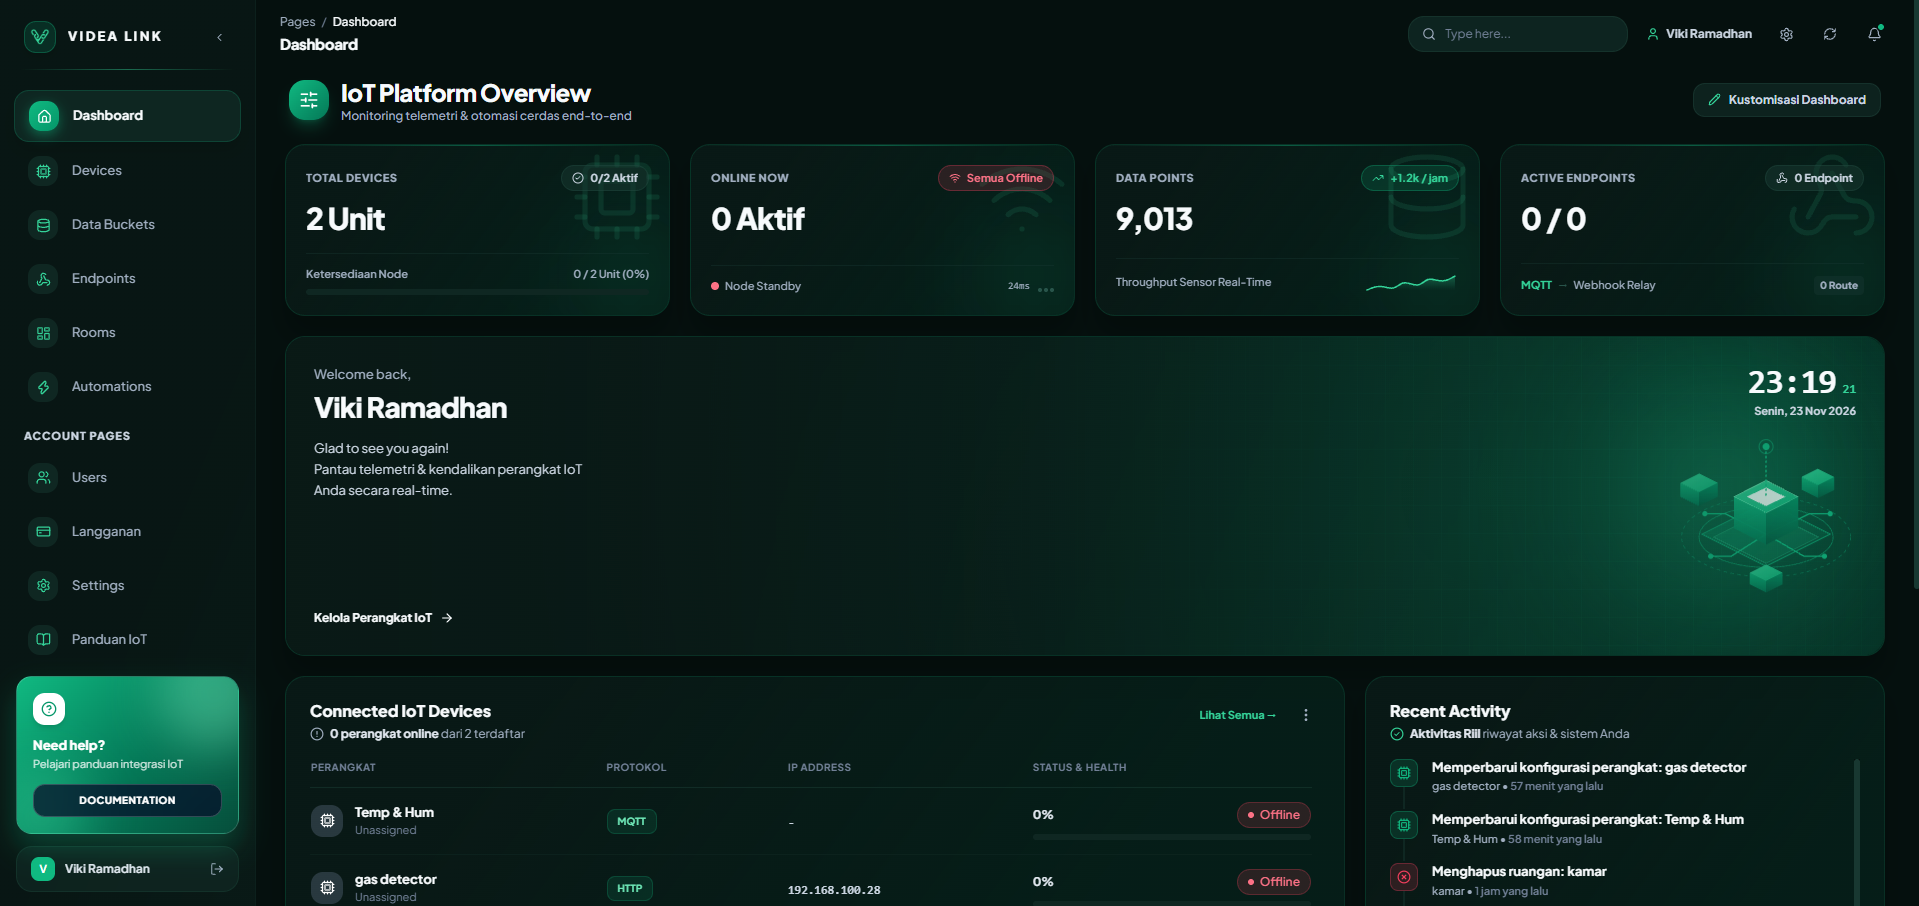 VIDEA LINK
Dashboard
Devices
Data Buckets
Endpoints
Rooms
Automations
ACCOUNT PAGES
Users
Langganan
Settings
Panduan IoT
Need help?
Pelajari panduan integrasi IoT
DOCUMENTATION
V Viki Ramadhan
Pages / Dashboard
Dashboard
Type here...
Viki Ramadhan
IoT Platform Overview
Monitoring telemetri & otomasi cerdas end-to-end
Kustomisasi Dashboard
TOTAL DEVICES 0/2 Aktif
2 Unit
Ketersediaan Node 0 / 2 Unit (0%)
ONLINE NOW Semua Offline
0 Aktif
Node Standby 24ms
DATA POINTS +1.2k / jam
9,013
Throughput Sensor Real-Time
ACTIVE ENDPOINTS 0 Endpoint
0 / 0
MQTT → Webhook Relay 0 Route
Welcome back,
Viki Ramadhan
Glad to see you again!
Pantau telemetri & kendalikan perangkat IoT
Anda secara real-time.
Kelola Perangkat IoT →
23:19 21
Senin, 23 Nov 2026
Connected IoT Devices
0 perangkat online dari 2 terdaftar
Lihat Semua →
PERANGKAT PROTOKOL IP ADDRESS STATUS & HEALTH
Temp & Hum
Unassigned
MQTT - 0% Offline
gas detector
Unassigned
HTTP 192.168.100.28 0% Offline
Recent Activity
Aktivitas Riil riwayat aksi & sistem Anda
Memperbarui konfigurasi perangkat: gas detector
gas detector • 57 menit yang lalu
Memperbarui konfigurasi perangkat: Temp & Hum
Temp & Hum • 58 menit yang lalu
Menghapus ruangan: kamar
kamar • 1 jam yang lalu